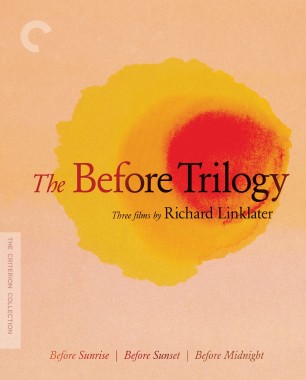 The Before Trilogy
Three films by Richard Linklater
THE CRITERION COLLECTION
Before Sunrise | Before Sunset | Before Midnight